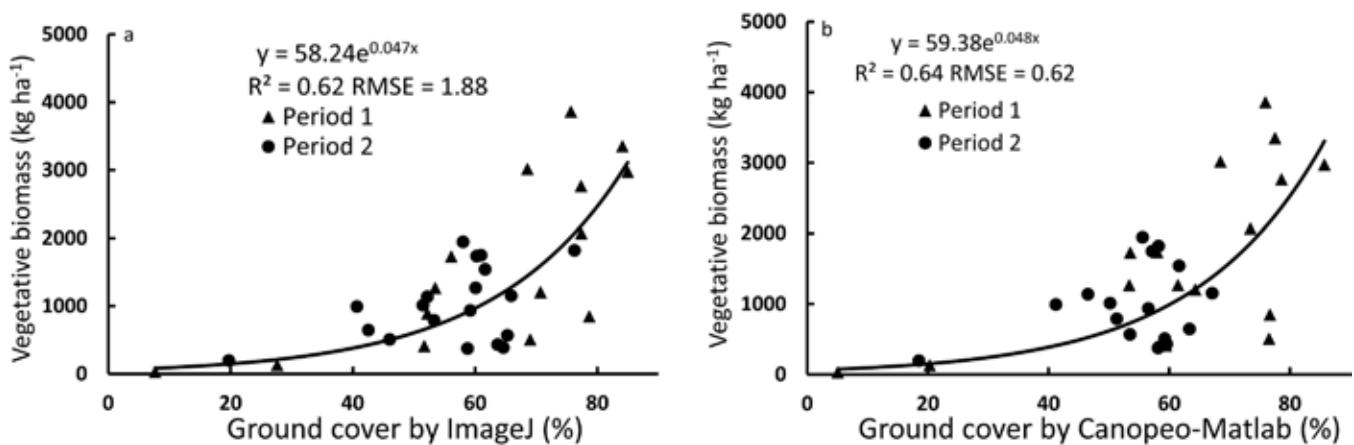 a
y = 58.24e^0.047x
R² = 0.62 RMSE = 1.88
Period 1
Period 2
Vegetative biomass (kg ha⁻¹)
5000
4000
3000
2000
1000
0
0 20 40 60 80
Ground cover by ImageJ (%)
b
y = 59.38e^0.048x
R² = 0.64 RMSE = 0.62
Period 1
Period 2
Vegetative biomass (kg ha⁻¹)
5000
4000
3000
2000
1000
0
0 20 40 60 80
Ground cover by Canopeo-Matlab (%)